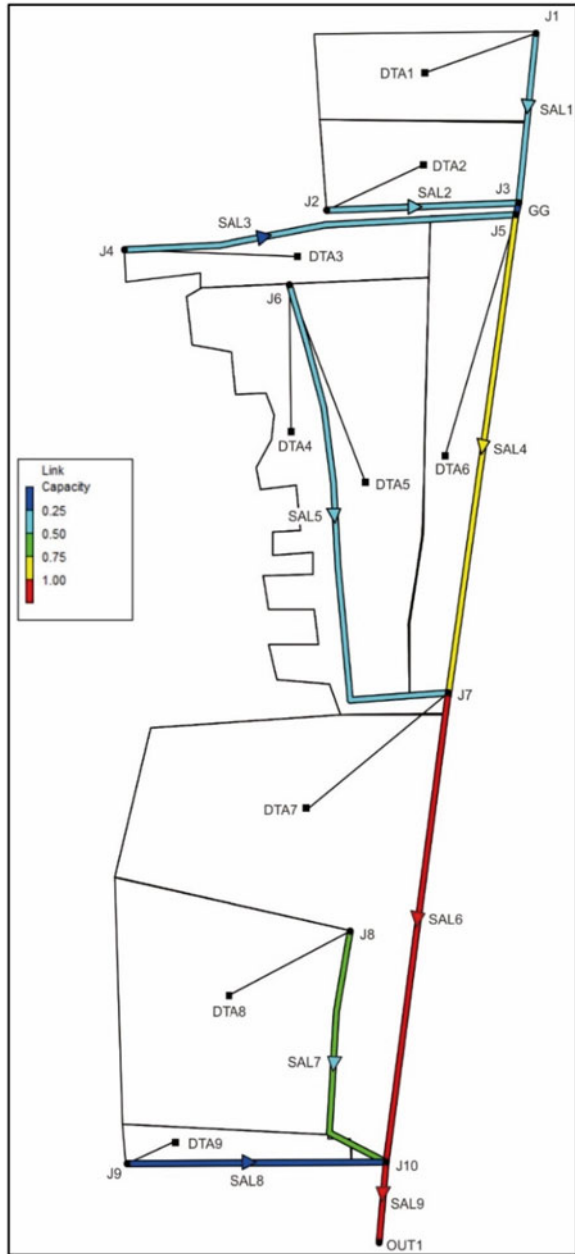 J1
DTA1
SAL1
DTA2
J2
SAL2
J3
GG
SAL3
J5
J4
DTA3
J6
DTA4
DTA6
SAL4
DTA5
SAL5
Link
Capacity
0.25
0.50
0.75
1.00
J7
DTA7
SAL6
J8
DTA8
SAL7
DTA9
J9
SAL8
J10
SAL9
OUT1